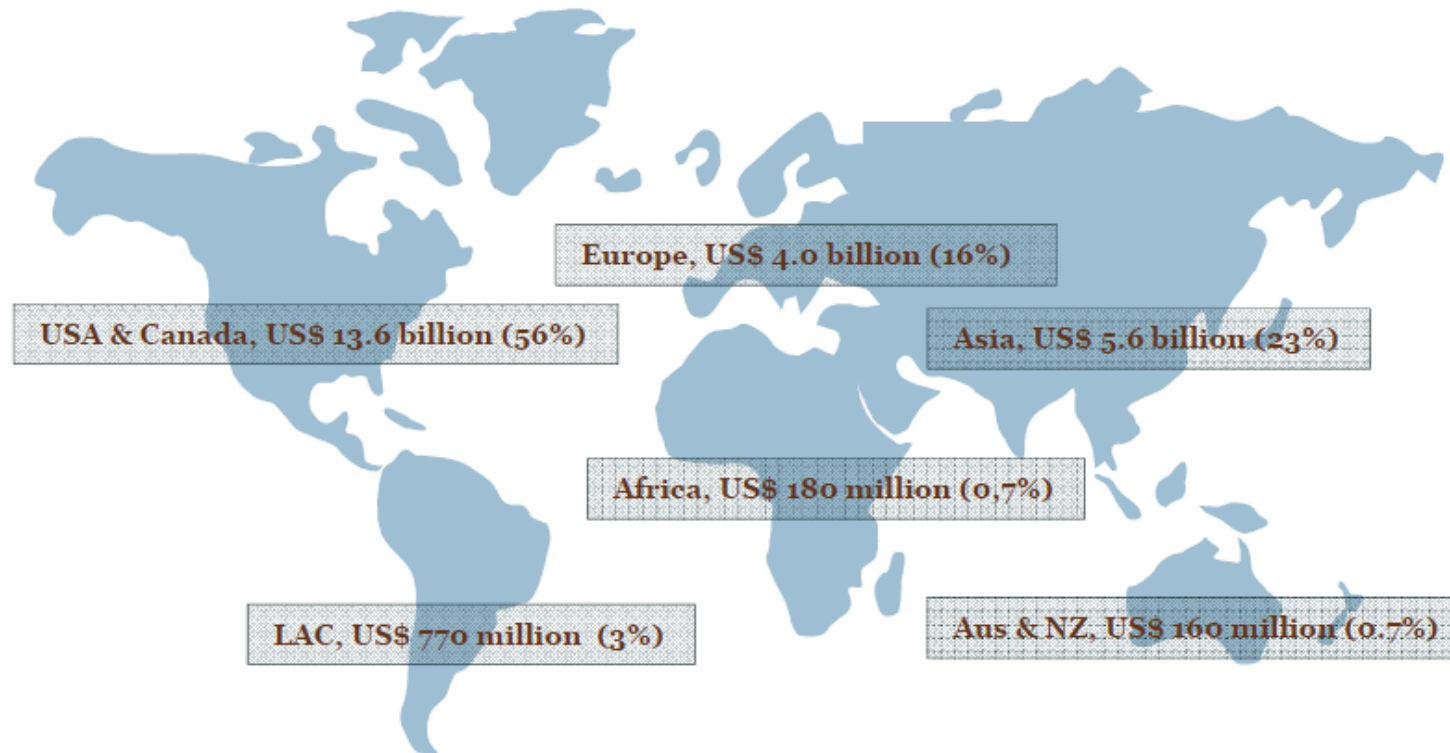 Europe, US$ 4.0 billion (16%)
USA & Canada, US$ 13.6 billion (56%)
Asia, US$ 5.6 billion (23%)
Africa, US$ 180 million (0,7%)
LAC, US$ 770 million (3%)
Aus & NZ, US$ 160 million (0.7%)